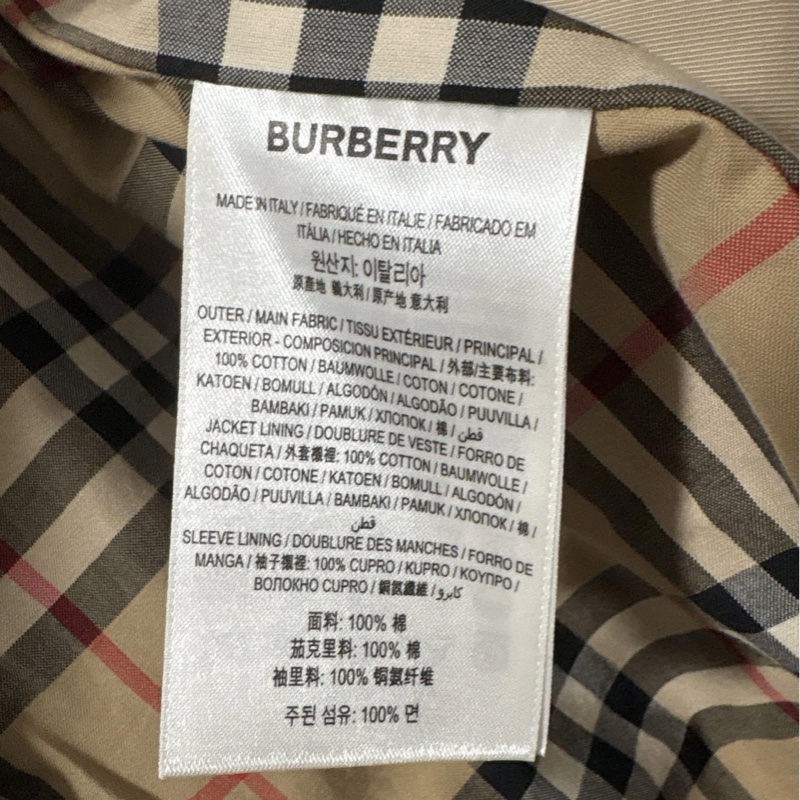 BURBERRY
MADE IN ITALY / FABRIQUÉ EN ITALIE / FABRICADO EM
ITÁLIA / HECHO EN ITALIA
원산지: 이탈리아
原產地 義大利 / 原产地 意大利
OUTER / MAIN FABRIC / TISSU EXTÉRIEUR / PRINCIPAL /
EXTERIOR - COMPOSICION PRINCIPAL / 外部/主要布料:
100% COTTON / BAUMWOLLE / COTON / COTONE /
KATOEN / BOMULL / ALGODÓN / ALGODÃO / PUUVILLA /
BAMBAKI / PAMUK / ХЛОПОК / 棉 / قطن
JACKET LINING / DOUBLURE DE VESTE / FORRO DE
CHAQUETA / 外套襯裡: 100% COTTON / BAUMWOLLE /
COTON / COTONE / KATOEN / BOMULL / ALGODÓN /
ALGODÃO / PUUVILLA / BAMBAKI / PAMUK / ХЛОПОК / 棉 /
قطن
SLEEVE LINING / DOUBLURE DES MANCHES / FORRO DE
MANGA / 袖子襯裡: 100% CUPRO / KUPRO / ΚΟΥΠΡΟ /
ВОЛОКНО CUPRO / 銅氨纖維 / كابرو
面料: 100% 棉
茄克里料: 100% 棉
袖里料: 100% 铜氨纤维
주된 섬유: 100% 면